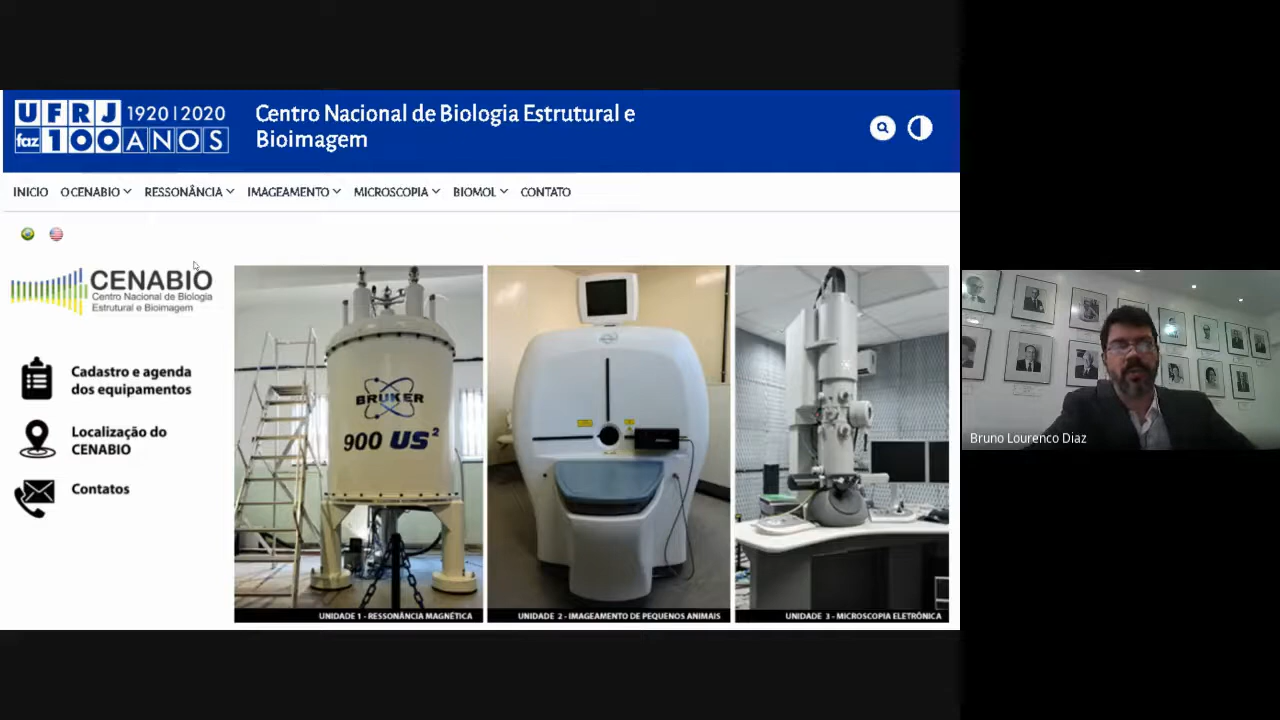 UFRJ 1920|2020
faz 100 ANOS
Centro Nacional de Biologia Estrutural e
Bioimagem
INICIO O CENABIO RESSONÂNCIA IMAGEAMENTO MICROSCOPIA BIOMOL CONTATO
CENABIO
Centro Nacional de Biologia
Estrutural e Bioimagem
Cadastro e agenda
dos equipamentos
Localização do
CENABIO
Contatos
BRUKER
900 US²
UNIDADE 1 - RESSONÂNCIA MAGNÉTICA
UNIDADE 2 - IMAGEAMENTO DE PEQUENOS ANIMAIS
UNIDADE 3 - MICROSCOPIA ELETRÔNICA
Bruno Lourenco Diaz